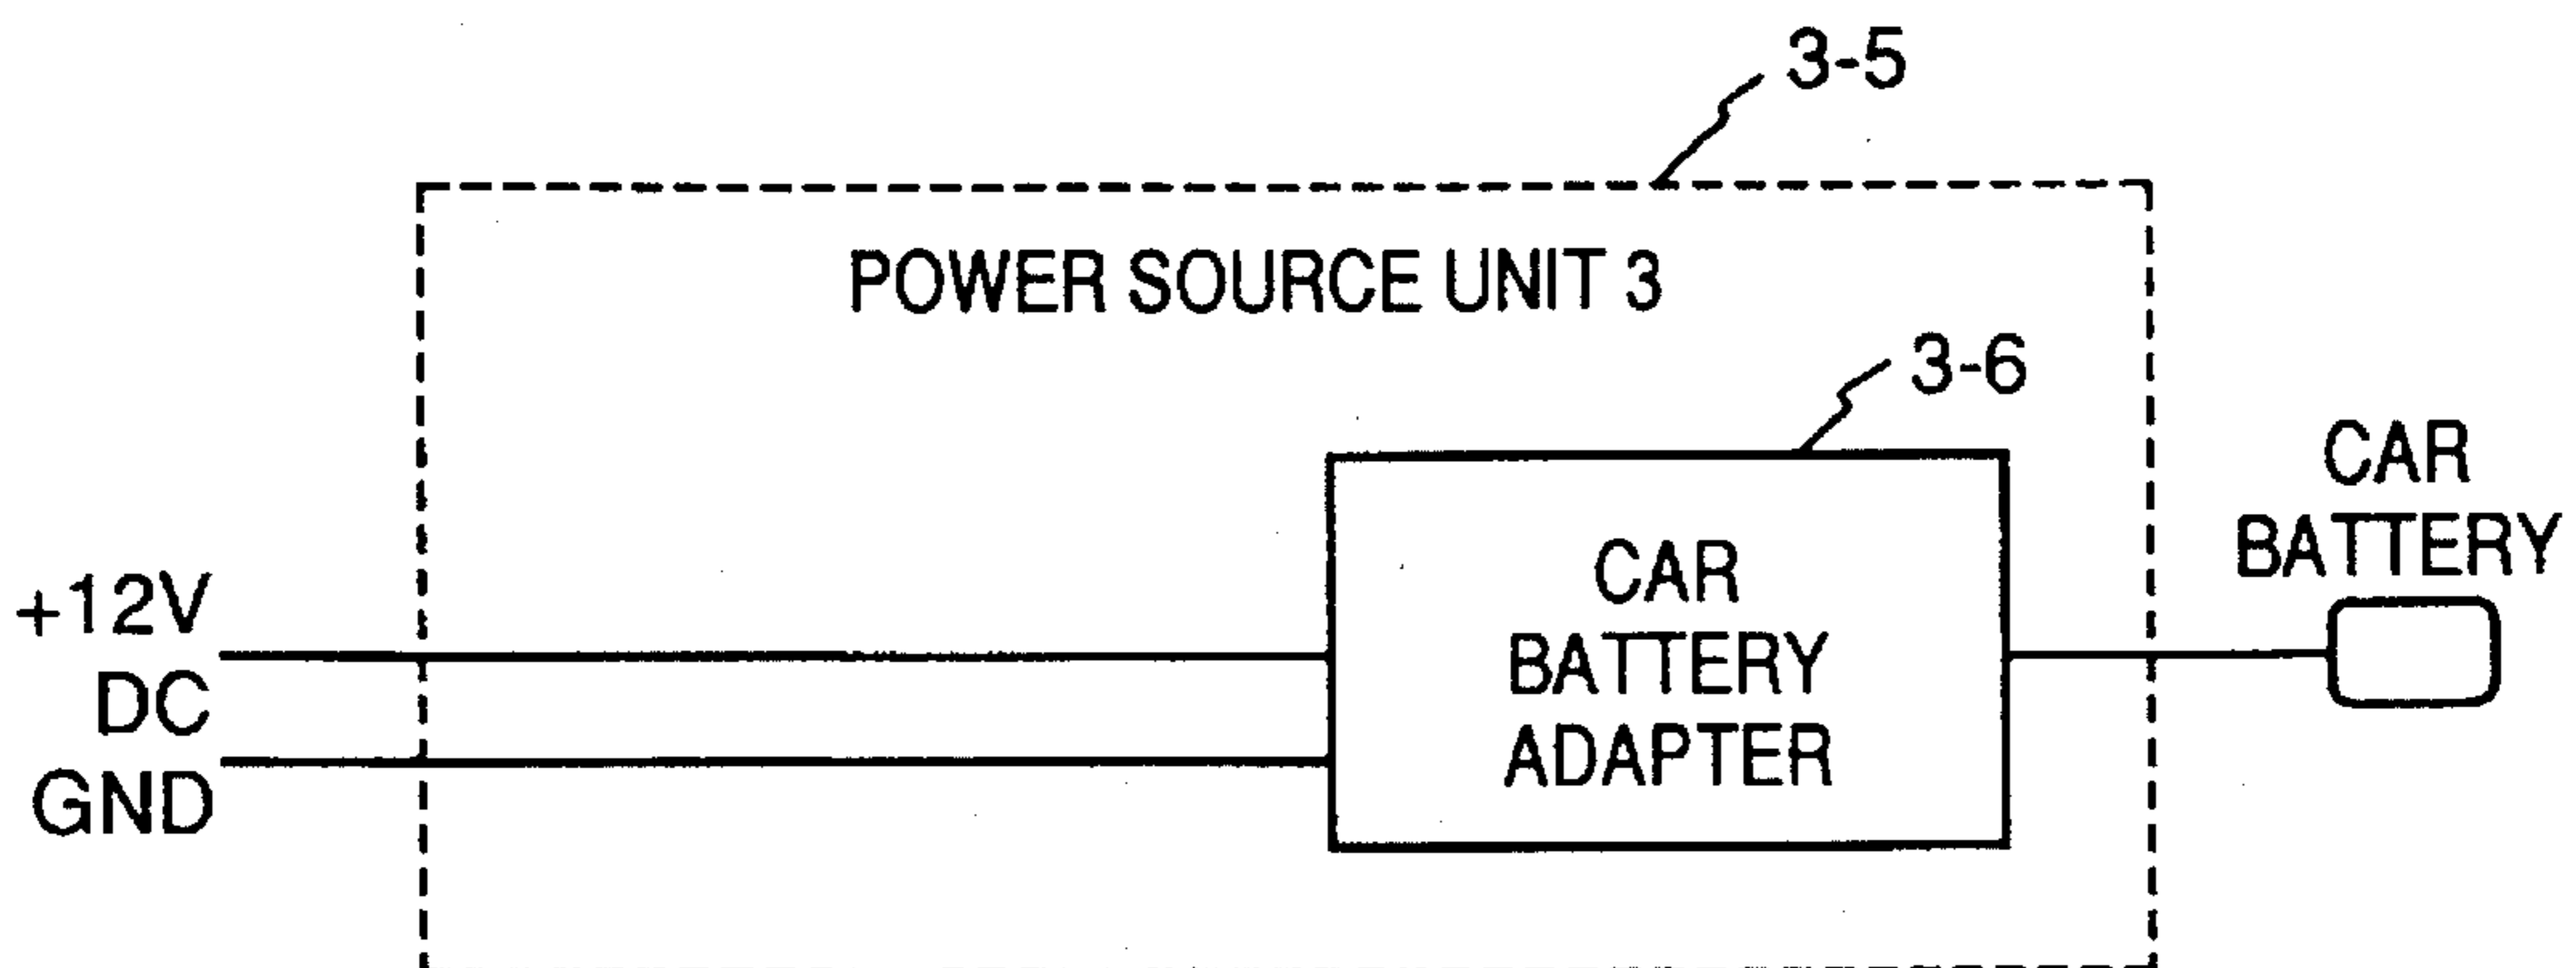 3-5
POWER SOURCE UNIT 3
3-6
CAR
BATTERY
CAR
BATTERY
ADAPTER
+12V
DC
GND